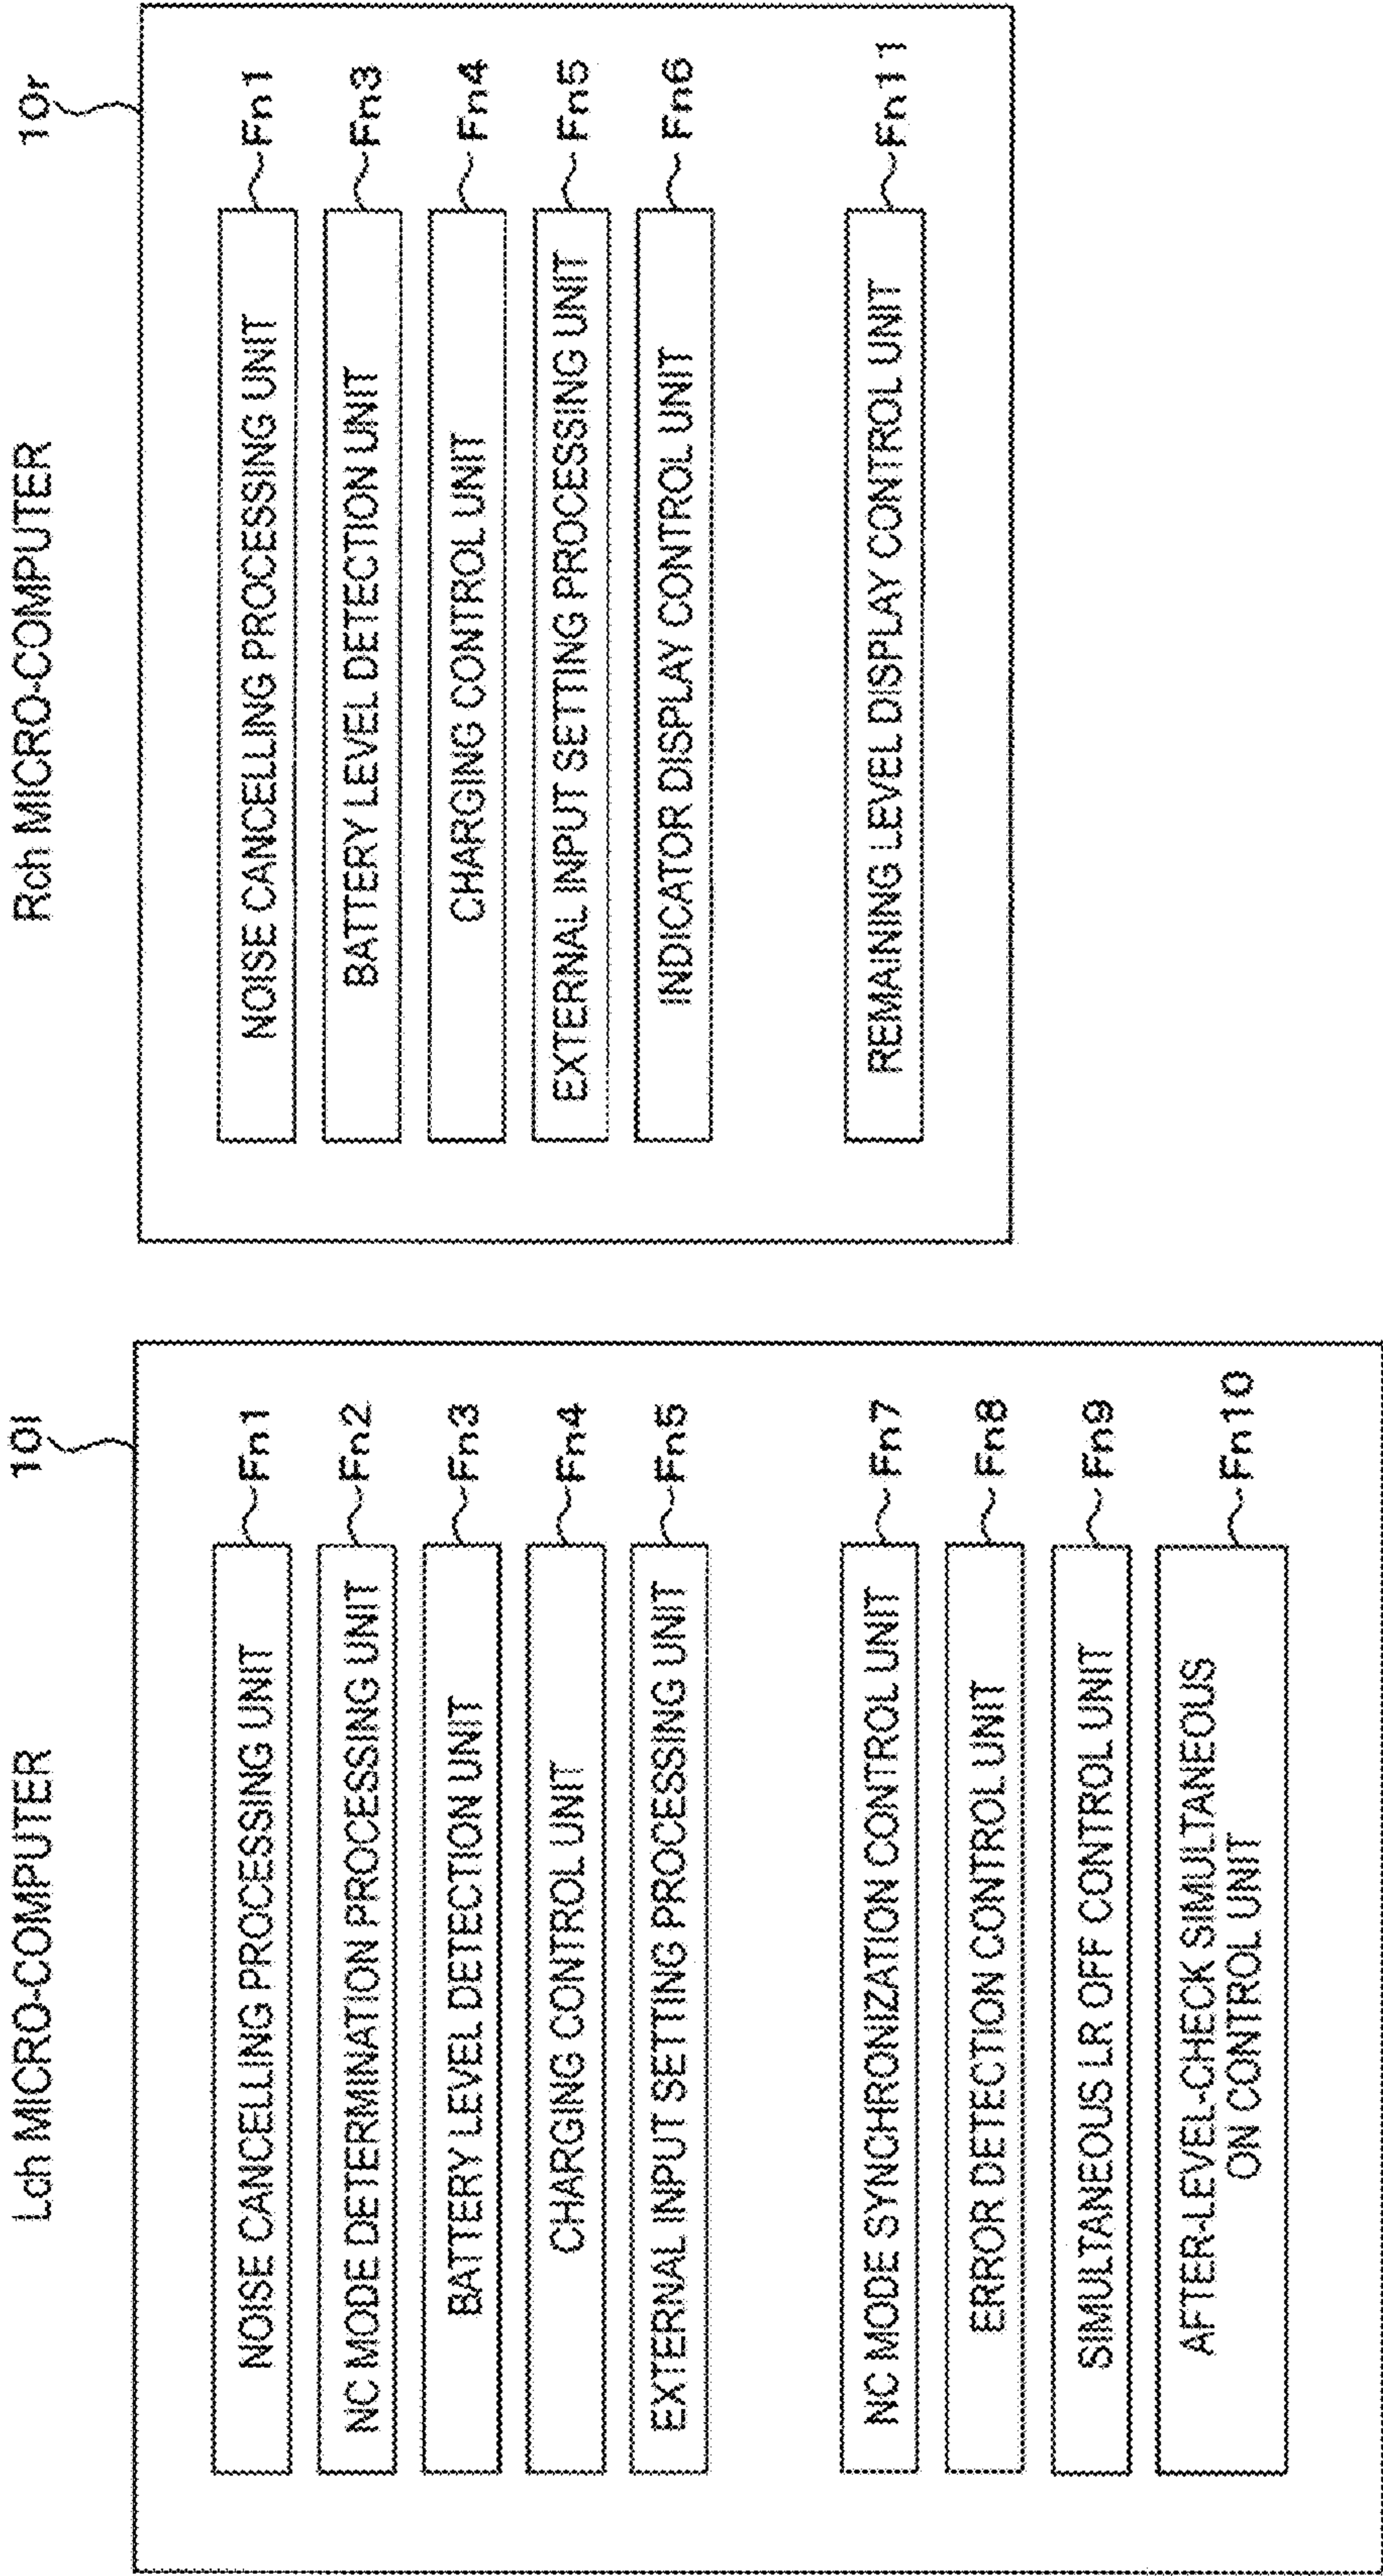 Lch MICRO-COMPUTER
10l
NOISE CANCELLING PROCESSING UNIT
Fn1
NC MODE DETERMINATION PROCESSING UNIT
Fn2
BATTERY LEVEL DETECTION UNIT
Fn3
CHARGING CONTROL UNIT
Fn4
EXTERNAL INPUT SETTING PROCESSING UNIT
Fn5
NC MODE SYNCHRONIZATION CONTROL UNIT
Fn7
ERROR DETECTION CONTROL UNIT
Fn8
SIMULTANEOUS LR OFF CONTROL UNIT
Fn9
AFTER-LEVEL-CHECK SIMULTANEOUS
ON CONTROL UNIT
Fn10
Rch MICRO-COMPUTER
10r
NOISE CANCELLING PROCESSING UNIT
Fn1
BATTERY LEVEL DETECTION UNIT
Fn3
CHARGING CONTROL UNIT
Fn4
EXTERNAL INPUT SETTING PROCESSING UNIT
Fn5
INDICATOR DISPLAY CONTROL UNIT
Fn6
REMAINING LEVEL DISPLAY CONTROL UNIT
Fn11